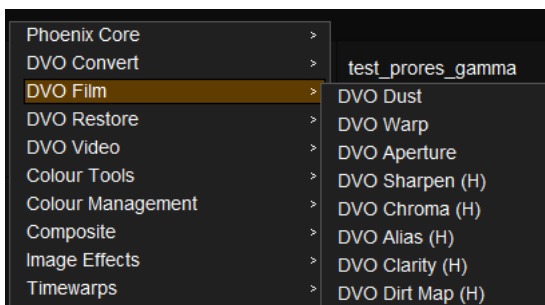 Phoenix Core >
DVO Convert >
DVO Film >
DVO Restore >
DVO Video >
Colour Tools >
Colour Management >
Composite >
Image Effects >
Timewarps >
test_prores_gamma
DVO Dust
DVO Warp
DVO Aperture
DVO Sharpen (H)
DVO Chroma (H)
DVO Alias (H)
DVO Clarity (H)
DVO Dirt Map (H)